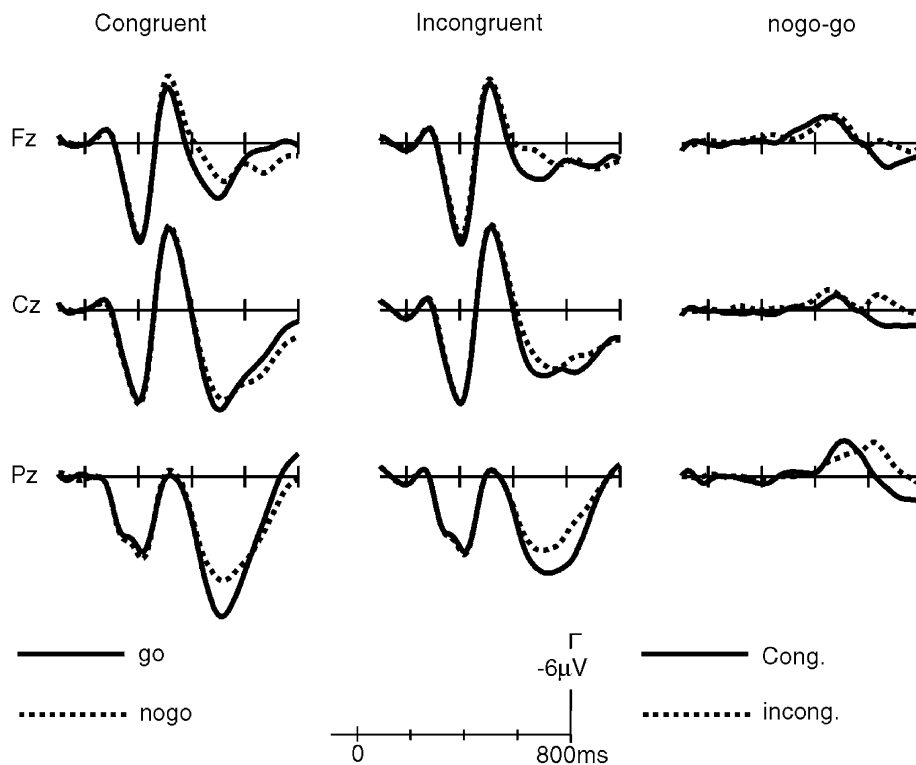 Congruent Incongruent nogo-go
Fz
Cz
Pz
go
nogo
-6μV
0 800ms
Cong.
incong.